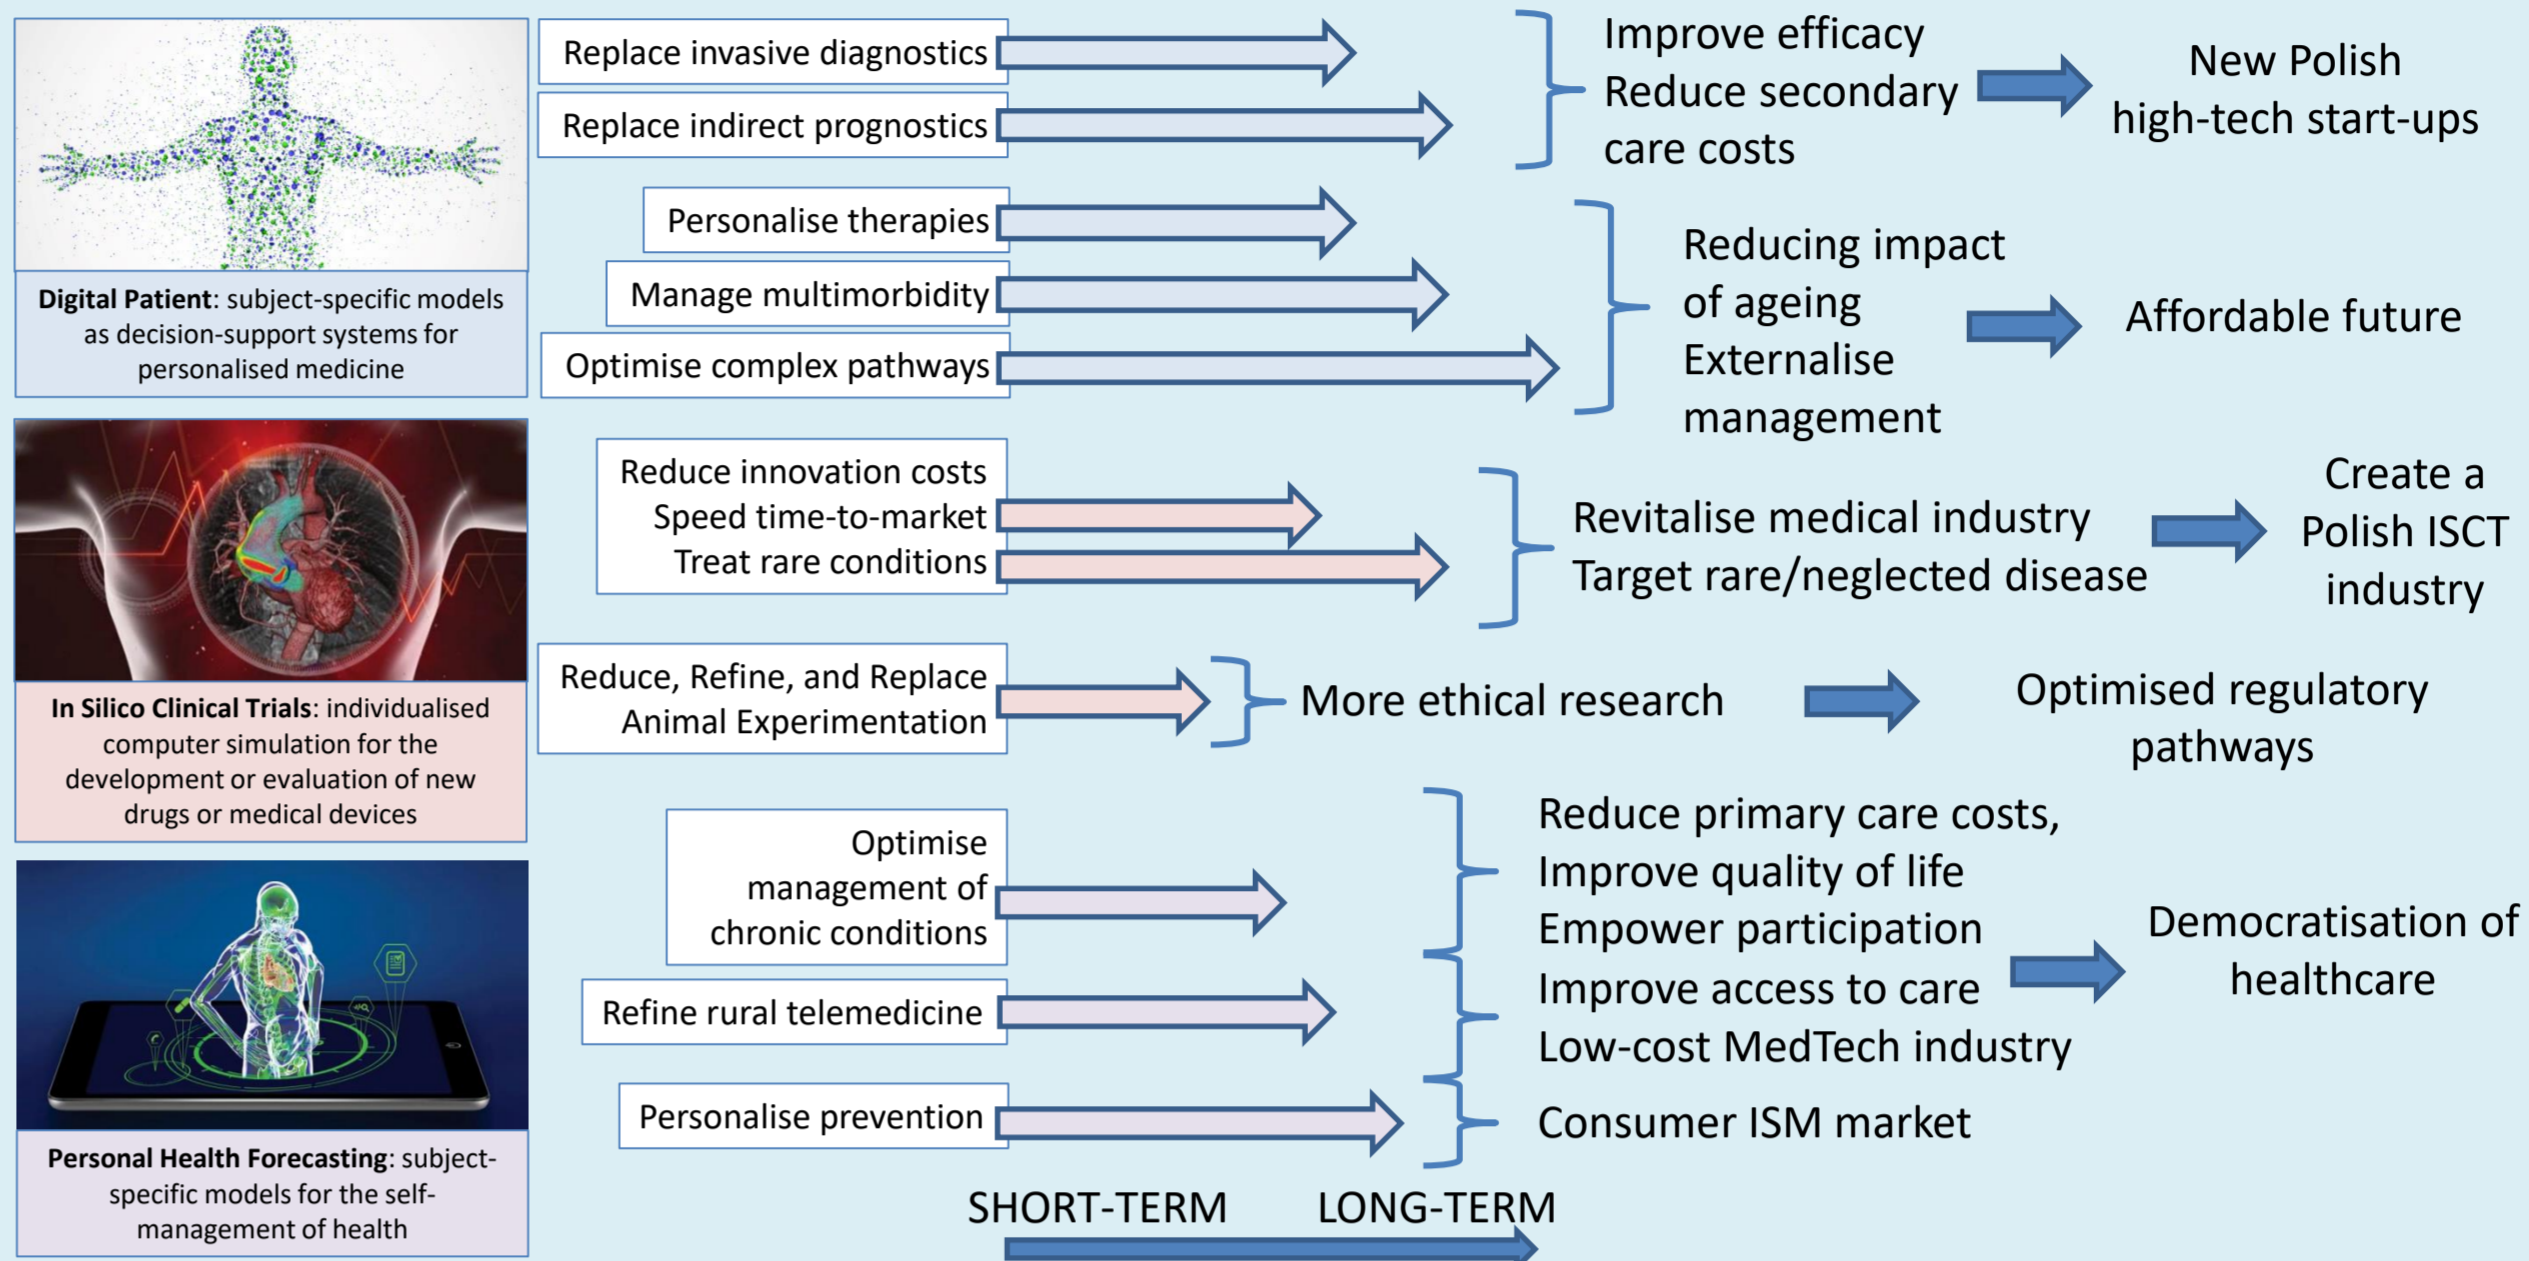 Digital Patient: subject-specific models
as decision-support systems for
personalised medicine
Replace invasive diagnostics
Replace indirect prognostics
Improve efficacy
Reduce secondary
care costs
New Polish
high-tech start-ups
Personalise therapies
Manage multimorbidity
Optimise complex pathways
Reducing impact
of ageing
Externalise
management
Affordable future
In Silico Clinical Trials: individualised
computer simulation for the
development or evaluation of new
drugs or medical devices
Reduce innovation costs
Speed time-to-market
Treat rare conditions
Revitalise medical industry
Target rare/neglected disease
Create a
Polish ISCT
industry
Reduce, Refine, and Replace
Animal Experimentation
More ethical research
Optimised regulatory
pathways
Personal Health Forecasting: subject-
specific models for the self-
management of health
Optimise
management of
chronic conditions
Reduce primary care costs,
Improve quality of life
Empower participation
Refine rural telemedicine
Improve access to care
Low-cost MedTech industry
Personalise prevention
Consumer ISM market
Democratisation of
healthcare
SHORT-TERM LONG-TERM